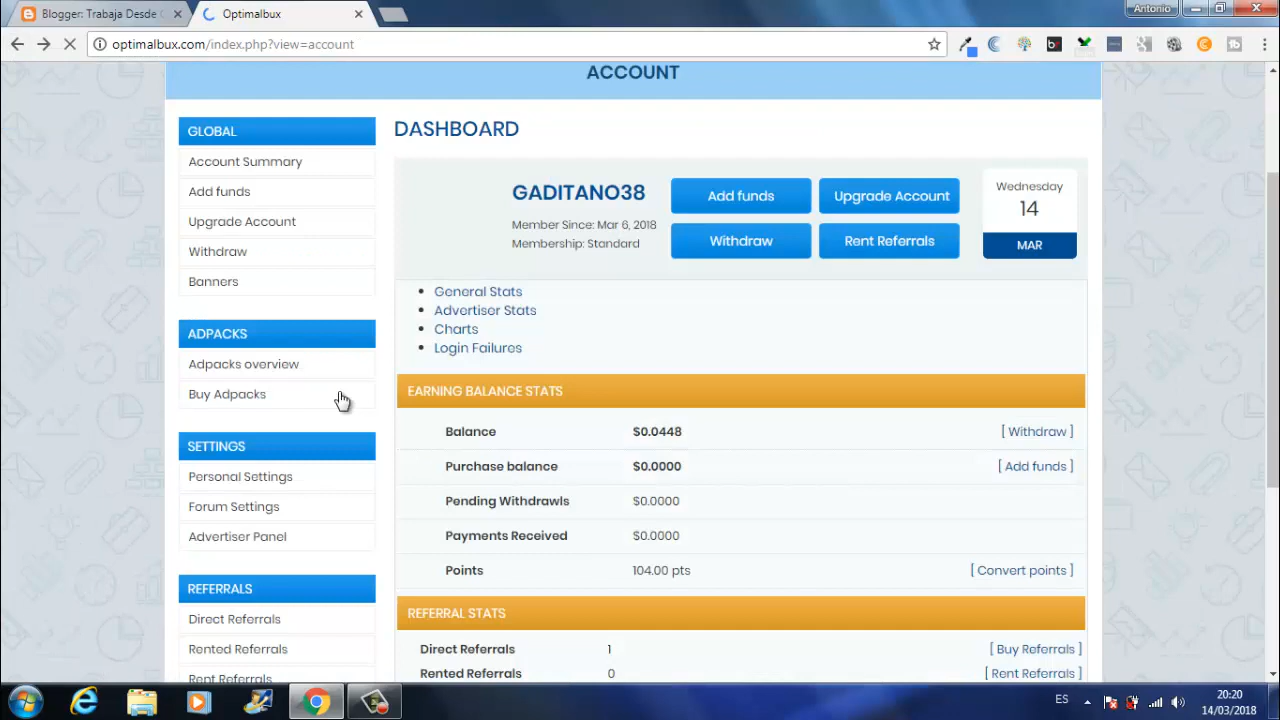 Blogger: Trabaja Desde
Optimalbux
Antonio
optimalbux.com/index.php?view=account
ACCOUNT
GLOBAL
Account Summary
Add funds
Upgrade Account
Withdraw
Banners
ADPACKS
Adpacks overview
Buy Adpacks
SETTINGS
Personal Settings
Forum Settings
Advertiser Panel
REFERRALS
Direct Referrals
Rented Referrals
Rent Referrals
DASHBOARD
GADITANO38
Member Since: Mar 6, 2018
Membership: Standard
Add funds
Upgrade Account
Withdraw
Rent Referrals
Wednesday
14
MAR
General Stats
Advertiser Stats
Charts
Login Failures
EARNING BALANCE STATS
Balance $0.0448 [ Withdraw ]
Purchase balance $0.0000 [ Add funds ]
Pending Withdrawls $0.0000
Payments Received $0.0000
Points 104.00 pts [ Convert points ]
REFERRAL STATS
Direct Referrals 1 [ Buy Referrals ]
Rented Referrals 0 [ Rent Referrals ]
ES
20:20
14/03/2018